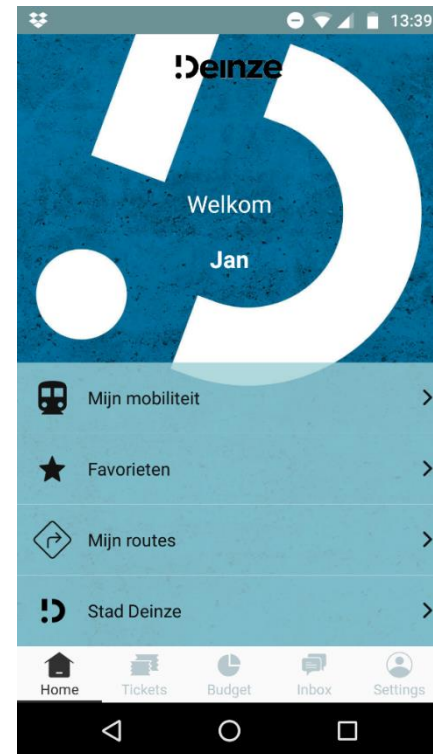 13:39
!Deinze
Welkom
Jan
Mijn mobiliteit
Favorieten
Mijn routes
Stad Deinze
Home
Tickets
Budget
Inbox
Settings